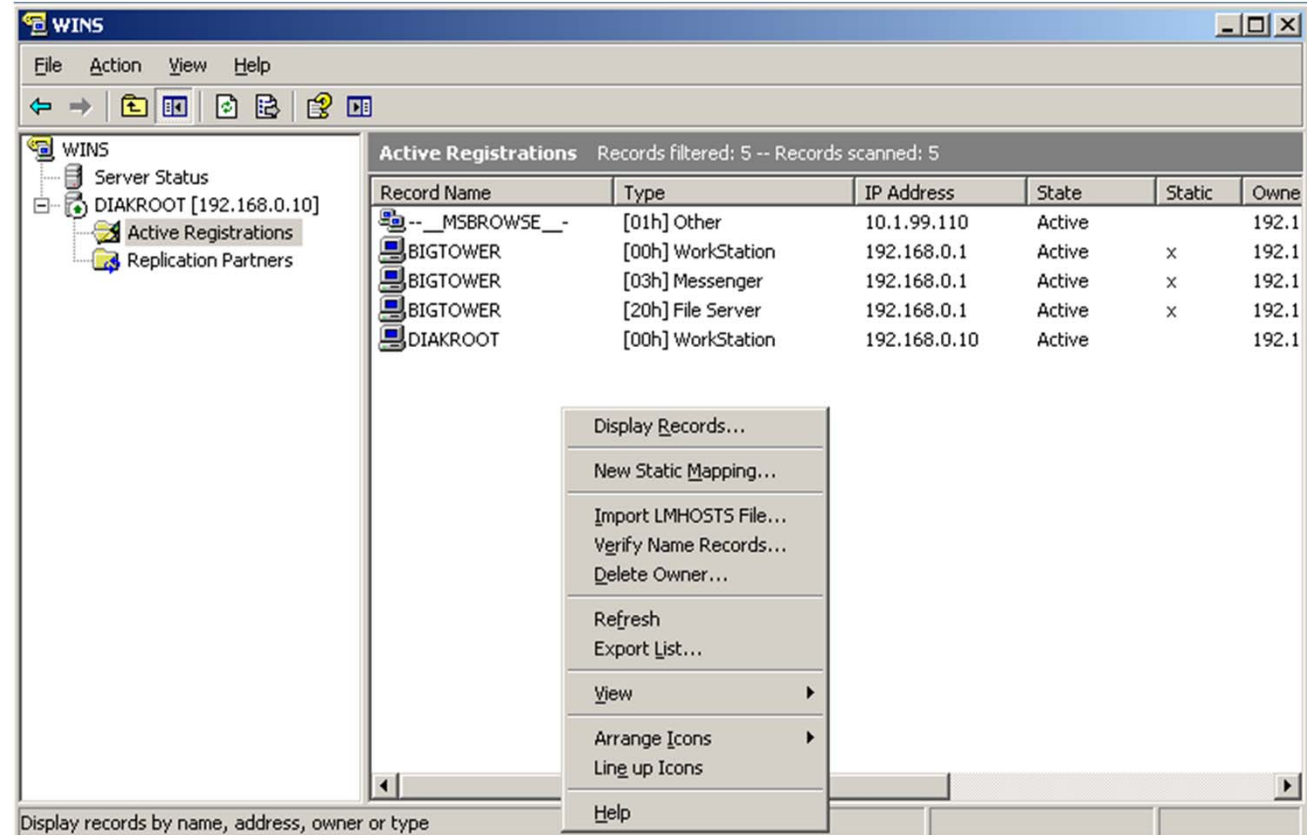 WINS
File Action View Help
WINS
Server Status
DIAKROOT [192.168.0.10]
Active Registrations
Replication Partners
Active Registrations Records filtered: 5 -- Records scanned: 5
Record Name Type IP Address State Static Owne
--__MSBROWSE__- [01h] Other 10.1.99.110 Active 192.1
BIGTOWER [00h] WorkStation 192.168.0.1 Active x 192.1
BIGTOWER [03h] Messenger 192.168.0.1 Active x 192.1
BIGTOWER [20h] File Server 192.168.0.1 Active x 192.1
DIAKROOT [00h] WorkStation 192.168.0.10 Active 192.1
Display Records...
New Static Mapping...
Import LMHOSTS File...
Verify Name Records...
Delete Owner...
Refresh
Export List...
View
Arrange Icons
Line up Icons
Help
Display records by name, address, owner or type